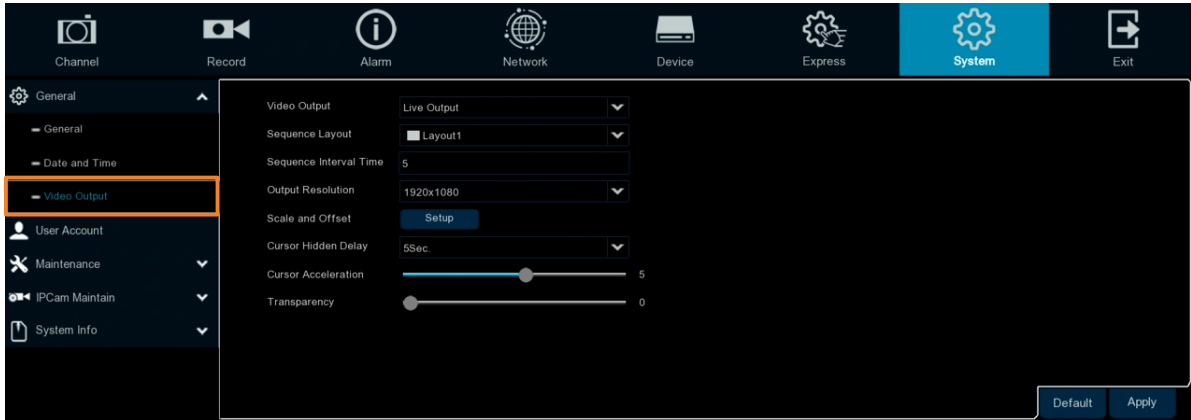 Channel Record Alarm Network Device Express System Exit
General
General
Date and Time
Video Output
User Account
Maintenance
IPCam Maintain
System Info
Video Output Live Output
Sequence Layout Layout1
Sequence Interval Time 5
Output Resolution 1920x1080
Scale and Offset Setup
Cursor Hidden Delay 5Sec.
Cursor Acceleration 5
Transparency 0
Default Apply